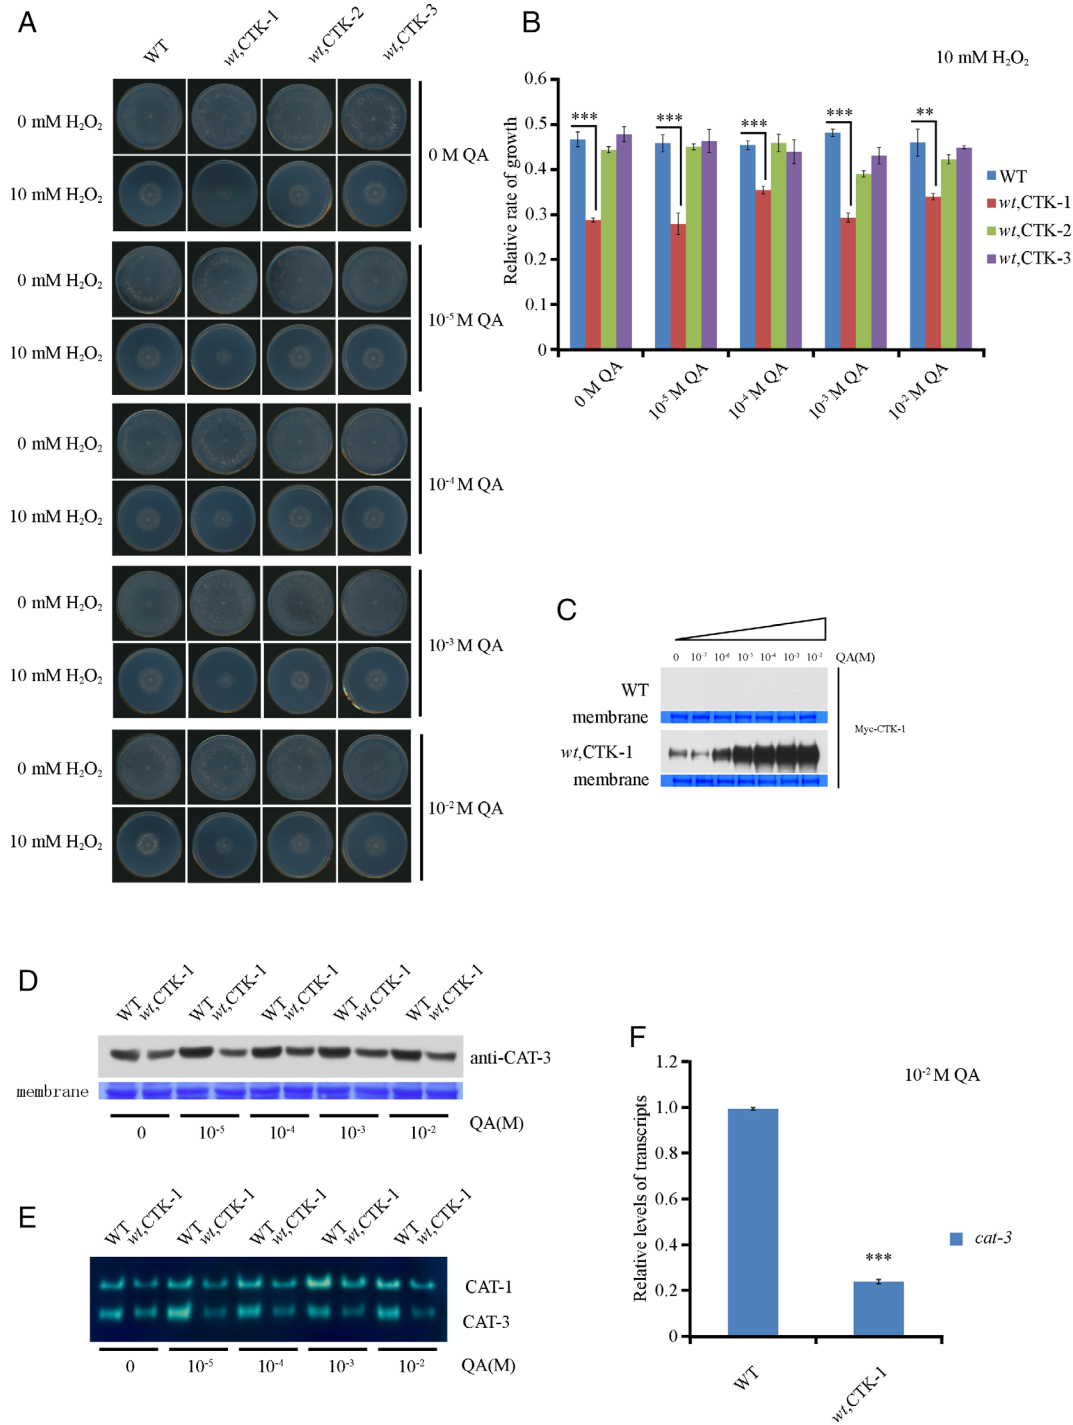 A
WT
wt,CTK-1
wt,CTK-2
wt,CTK-3
0 mM H₂O₂
10 mM H₂O₂
0 M QA
0 mM H₂O₂
10 mM H₂O₂
10⁻⁵ M QA
0 mM H₂O₂
10 mM H₂O₂
10⁻⁴ M QA
0 mM H₂O₂
10 mM H₂O₂
10⁻³ M QA
0 mM H₂O₂
10 mM H₂O₂
10⁻² M QA
B
10 mM H₂O₂
Relative rate of growth
0.6
0.5
0.4
0.3
0.2
0.1
0
***
***
***
***
**
0 M QA
10⁻⁵ M QA
10⁻⁴ M QA
10⁻³ M QA
10⁻² M QA
WT
wt,CTK-1
wt,CTK-2
wt,CTK-3
C
0 10⁻⁷ 10⁻⁶ 10⁻⁵ 10⁻⁴ 10⁻³ 10⁻² QA(M)
WT
membrane
wt,CTK-1
membrane
Myc-CTK-1
D
WT wt,CTK-1 WT wt,CTK-1 WT wt,CTK-1 WT wt,CTK-1 WT wt,CTK-1
anti-CAT-3
membrane
0 10⁻⁵ 10⁻⁴ 10⁻³ 10⁻² QA(M)
E
WT wt,CTK-1 WT wt,CTK-1 WT wt,CTK-1 WT wt,CTK-1 WT wt,CTK-1
CAT-1
CAT-3
0 10⁻⁵ 10⁻⁴ 10⁻³ 10⁻² QA(M)
F
10⁻² M QA
Relative levels of transcripts
1.2
1.0
0.8
0.6
0.4
0.2
0
***
cat-3
WT
wt,CTK-1